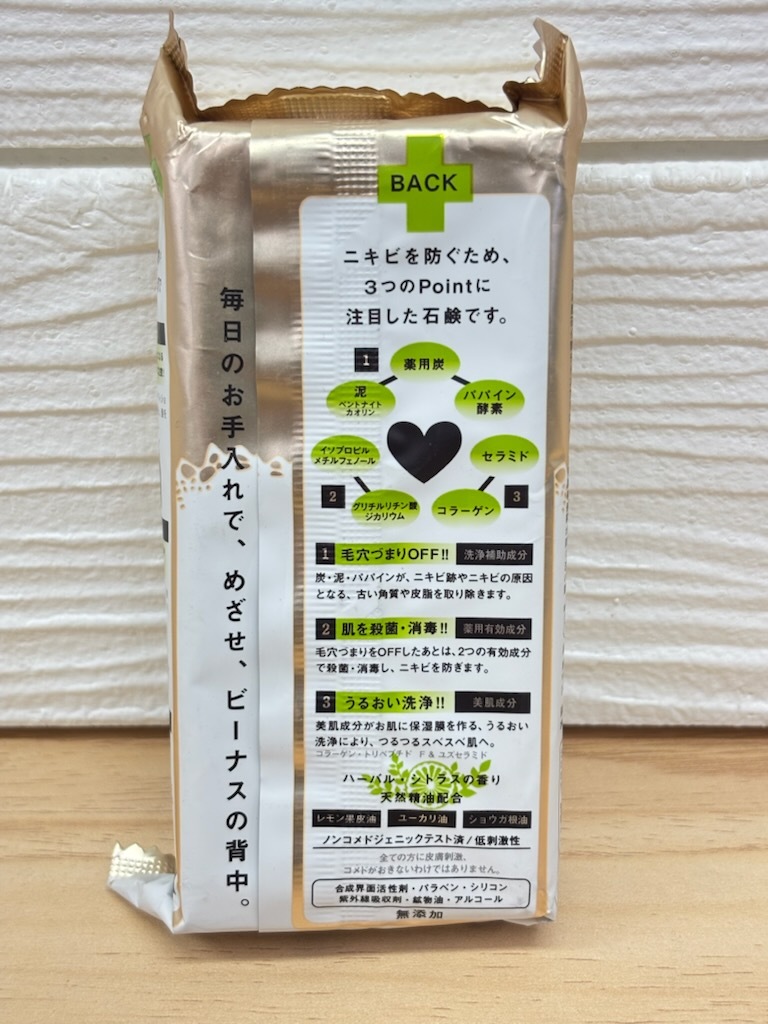 BACK
ニキビを防ぐため、
3つのPointに
注目した石鹸です。
毎日のお手入れで、めざせ、ビーナスの背中。
1
薬用炭
泥
ベントナイト
カオリン
パパイン
酵素
イソプロピル
メチルフェノール
セラミド
2
グリチルリチン酸
ジカリウム
コラーゲン
3
1 毛穴づまりOFF!! 洗浄補助成分
炭・泥・パパインが、ニキビ跡やニキビの原因
となる、古い角質や皮脂を取り除きます。
2 肌を殺菌・消毒!! 薬用有効成分
毛穴づまりをOFFしたあとは、2つの有効成分
で殺菌・消毒し、ニキビを防ぎます。
3 うるおい洗浄!! 美肌成分
美肌成分がお肌に保湿膜を作る、うるおい
洗浄により、つるつるスベスベ肌へ。
コラーゲン・トリペプチド F & ユズセラミド
ハーバル・シトラスの香り
天然精油配合
レモン果皮油 ユーカリ油 ショウガ根油
ノンコメドジェニックテスト済/低刺激性
全ての方に皮膚刺激、
コメドがおきないわけではありません。
合成界面活性剤・パラベン・シリコン
紫外線吸収剤・鉱物油・アルコール
無添加